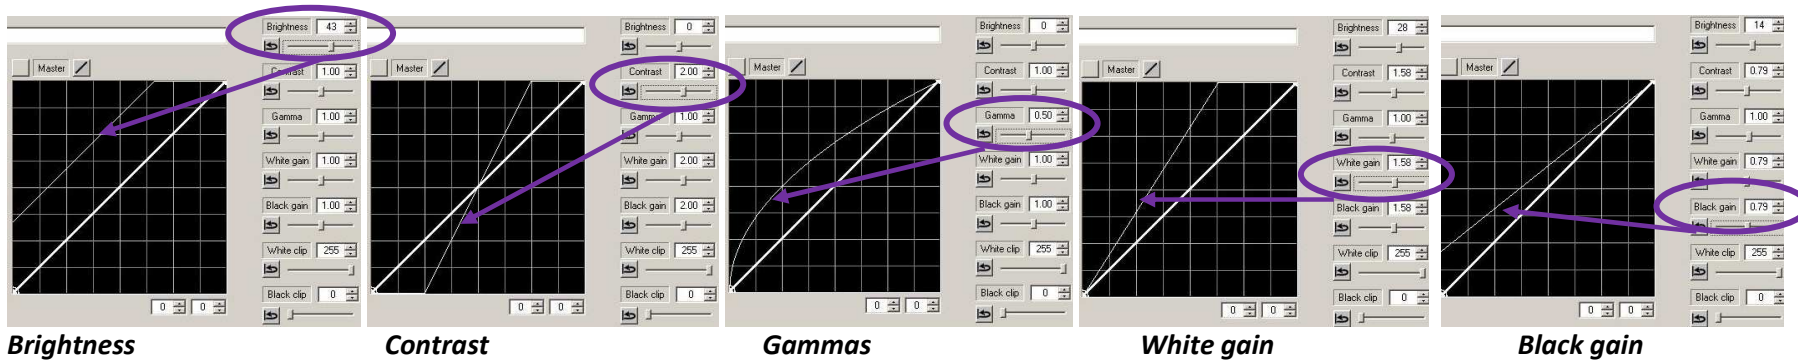 Brightness 43
Master
Contrast 1.00
Gamma 1.00
White gain 1.00
Black gain 1.00
White clip 255
Black clip 0
0 0
Brightness 0
Master
Contrast 2.00
Gamma 1.00
White gain 2.00
Black gain 2.00
White clip 255
Black clip 0
0 0
Brightness 0
Master
Contrast 1.00
Gamma 0.50
White gain 1.00
Black gain 1.00
White clip 255
Black clip 0
0 0
Brightness 28
Master
Contrast 1.58
Gamma 1.00
White gain 1.58
Black gain 1.58
White clip 255
Black clip 0
0 0
Brightness 14
Master
Contrast 0.79
Gamma 1.00
White gain 0.79
Black gain 0.79
White clip 255
Black clip 0
0 0
Brightness Contrast Gammas White gain Black gain